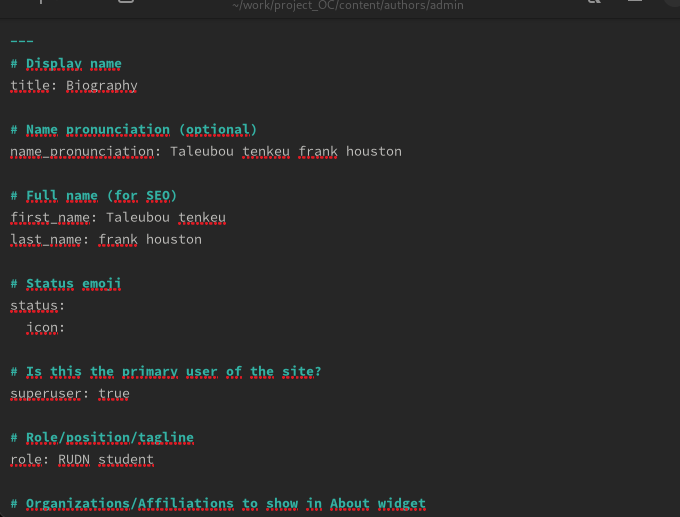 ~/work/project_OC/content/authors/admin
---
# Display name
title: Biography
# Name pronunciation (optional)
name_pronunciation: Taleubou tenkeu frank houston
# Full name (for SEO)
first_name: Taleubou tenkeu
last_name: frank houston
# Status emoji
status:
icon:
# Is this the primary user of the site?
superuser: true
# Role/position/tagline
role: RUDN student
# Organizations/Affiliations to show in About widget